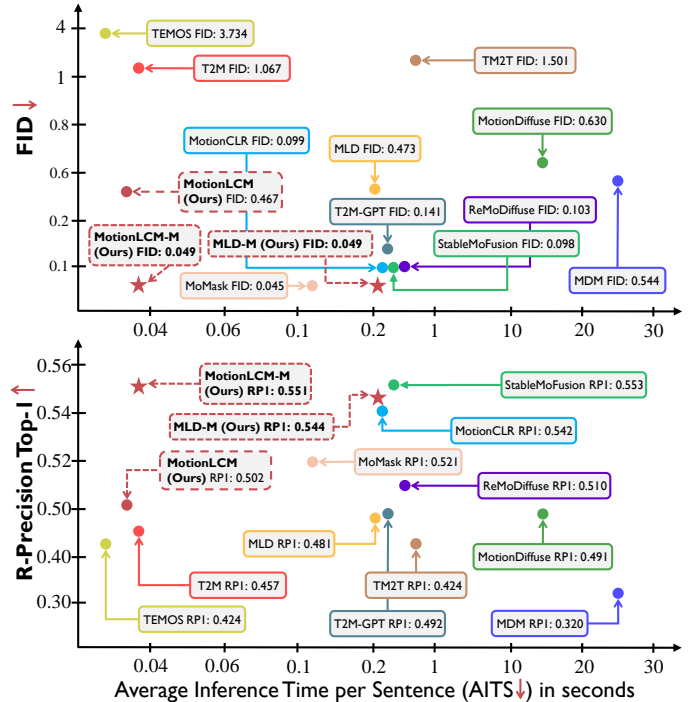 4
TEMOS FID: 3.734
T2M FID: 1.067
TM2T FID: 1.501
1
FID ↓
0.8
MotionCLR FID: 0.099
MLD FID: 0.473
MotionDiffuse FID: 0.630
0.6
MotionLCM
(Ours) FID: 0.467
T2M-GPT FID: 0.141
ReMoDiffuse FID: 0.103
0.2
MotionLCM-M
(Ours) FID: 0.049
MLD-M (Ours) FID: 0.049
StableMoFusion FID: 0.098
0.1
MoMask FID: 0.045
MDM FID: 0.544
0.04 0.06 0.1 0.2 1 10 20 30
R-Precision Top-1 ↑
0.56
MotionLCM-M
(Ours) RP1: 0.551
StableMoFusion RP1: 0.553
0.54
MLD-M (Ours) RP1: 0.544
MotionCLR RP1: 0.542
0.52
MotionLCM
(Ours) RP1: 0.502
MoMask RP1: 0.521
ReMoDiffuse RP1: 0.510
0.50
MLD RP1: 0.481
MotionDiffuse RP1: 0.491
0.40
T2M RP1: 0.457
TM2T RP1: 0.424
0.30
TEMOS RP1: 0.424
T2M-GPT RP1: 0.492
MDM RP1: 0.320
0.04 0.06 0.1 0.2 1 10 20 30
Average Inference Time per Sentence (AITS↓) in seconds